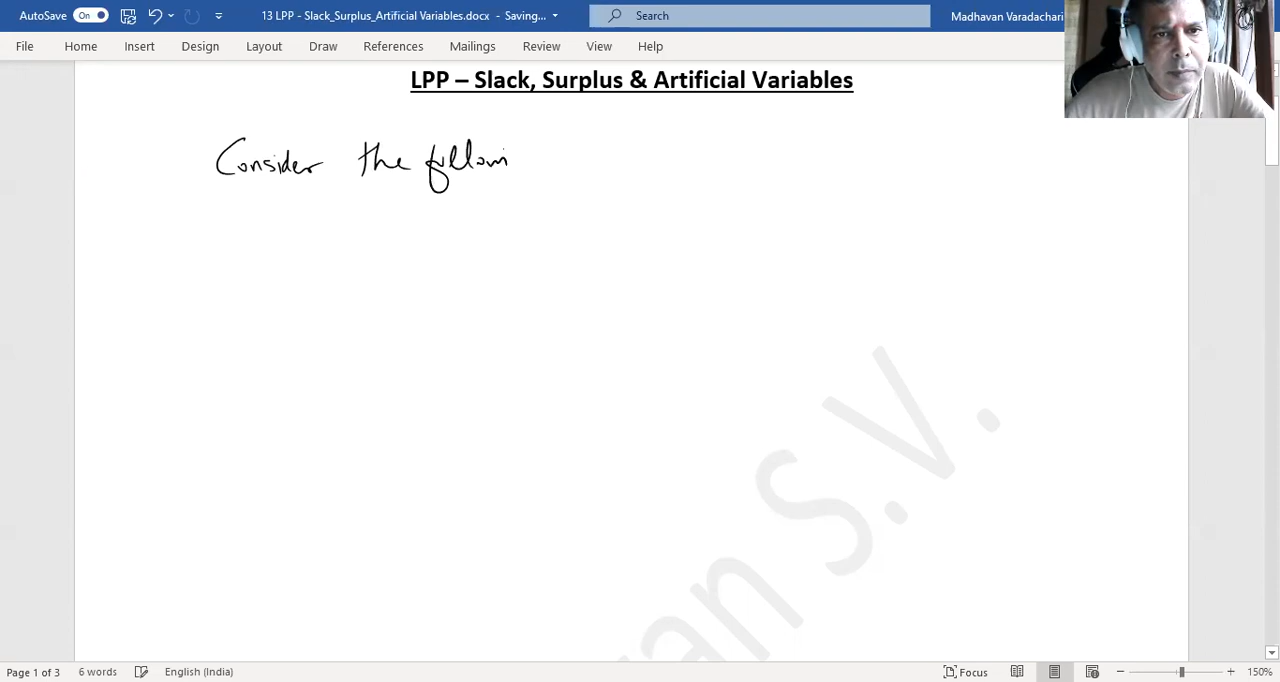 AutoSave On 13 LPP - Slack_Surplus_Artificial Variables.docx - Saving... Search Madhavan Varadachari
File Home Insert Design Layout Draw References Mailings Review View Help
LPP – Slack, Surplus & Artificial Variables
Consider the followi
S.V.
Page 1 of 3 6 words English (India) Focus 150%